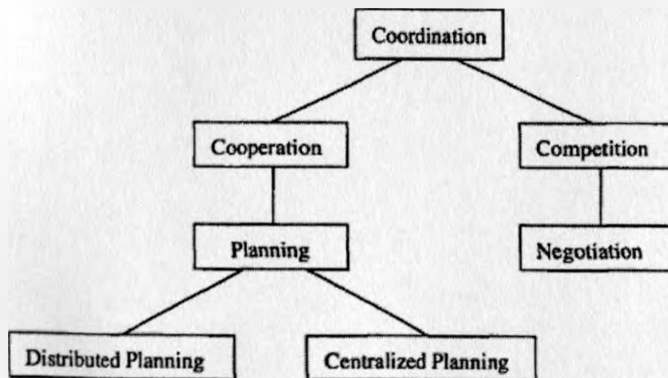 Coordination
Cooperation
Competition
Planning
Negotiation
Distributed Planning
Centralized Planning